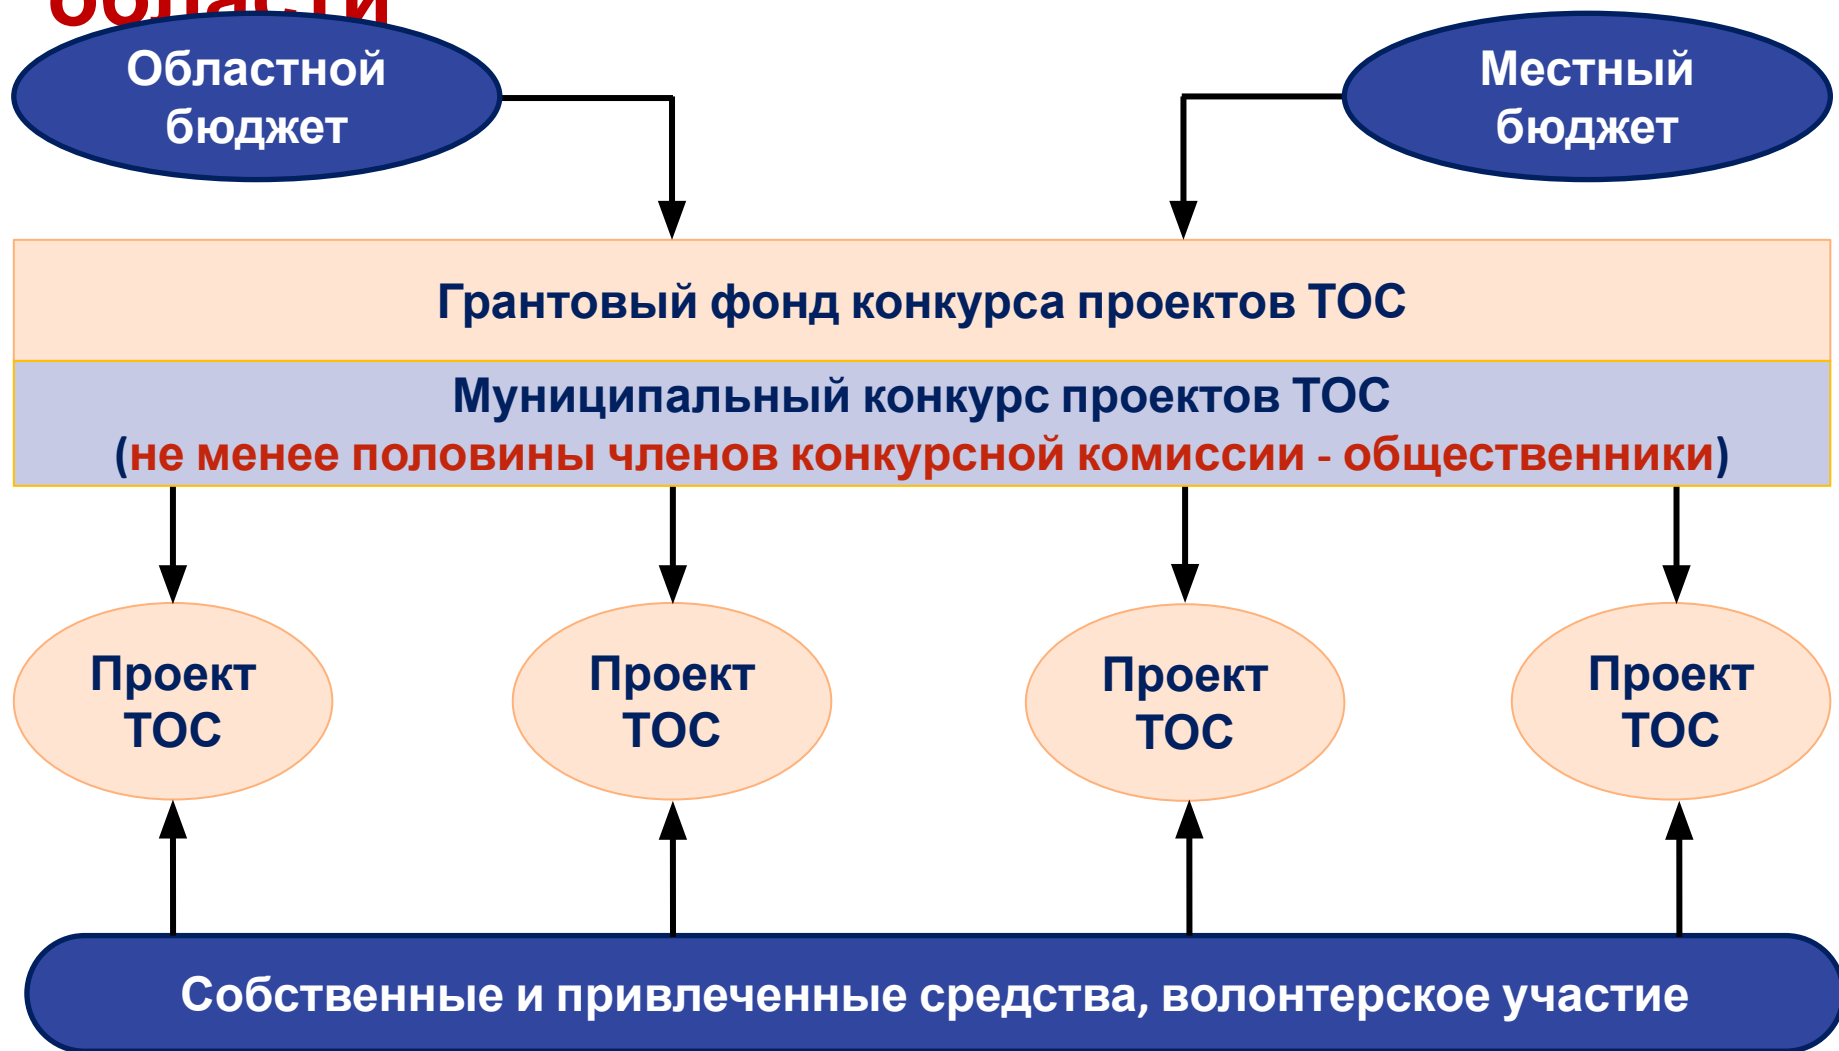 области
Областной
бюджет
Местный
бюджет
Грантовый фонд конкурса проектов ТОС
Муниципальный конкурс проектов ТОС
(не менее половины членов конкурсной комиссии - общественники)
Проект
ТОС
Проект
ТОС
Проект
ТОС
Проект
ТОС
Собственные и привлеченные средства, волонтерское участие